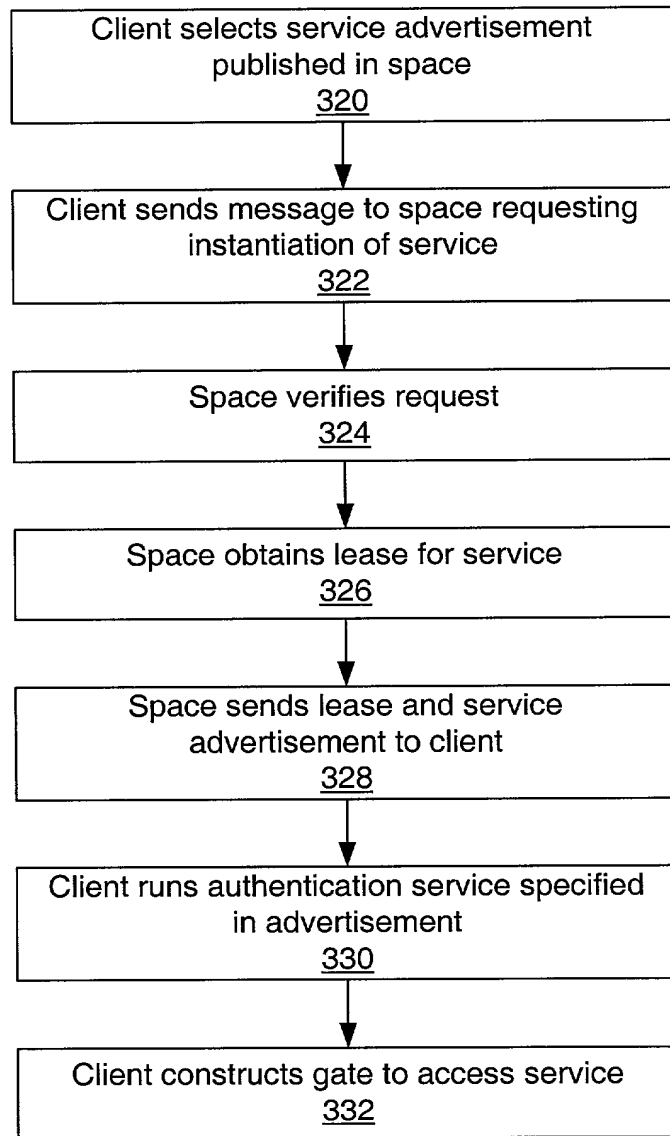 Client selects service advertisement
published in space
320
Client sends message to space requesting
instantiation of service
322
Space verifies request
324
Space obtains lease for service
326
Space sends lease and service
advertisement to client
328
Client runs authentication service specified
in advertisement
330
Client constructs gate to access service
332